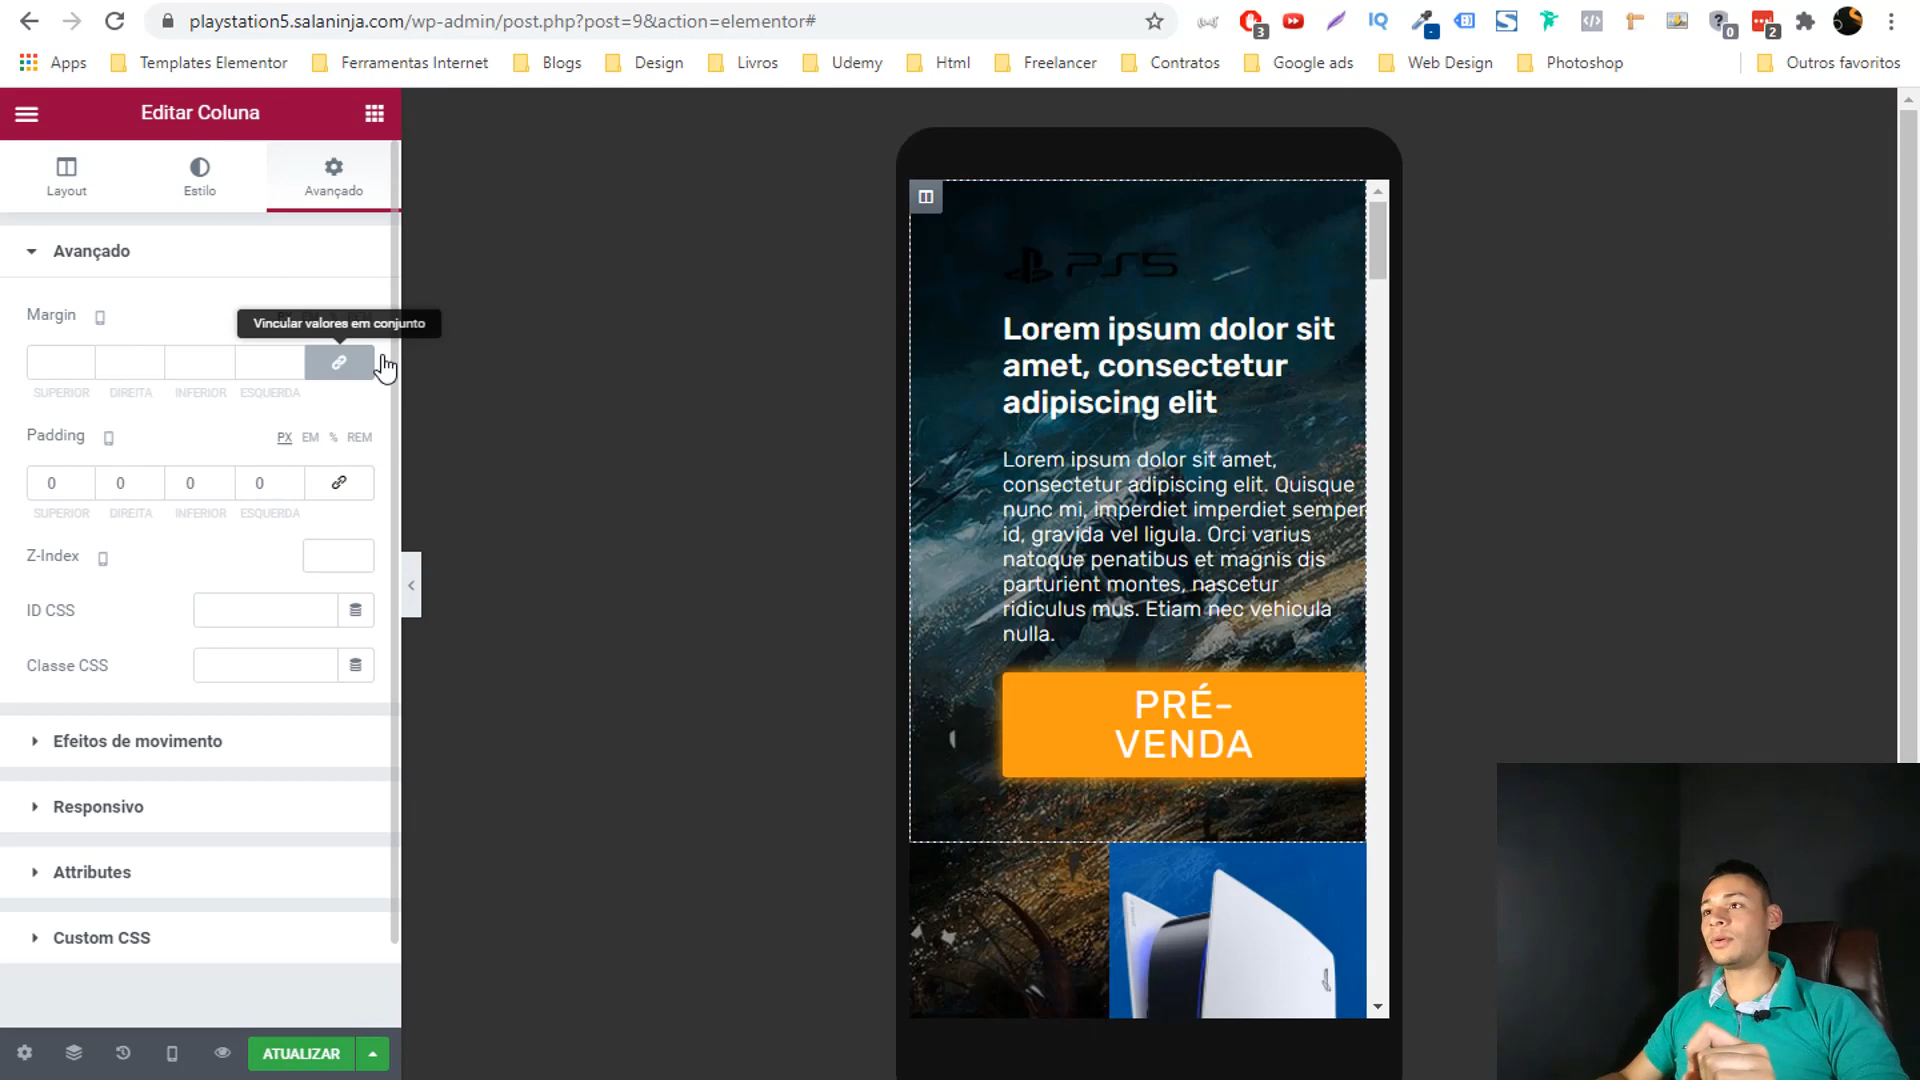 playstation5.salaninja.com/wp-admin/post.php?post=9&action=elementor#
3
IQ
0
2
Apps
Templates Elementor
Ferramentas Internet
Blogs
Design
Livros
Udemy
Html
Freelancer
Contratos
Google ads
Web Design
Photoshop
Outros favoritos
Editar Coluna
Layout
Estilo
Avançado
Avançado
Margin
Vincular valores em conjunto
SUPERIOR DIREITA INFERIOR ESQUERDA
Padding
PX EM % REM
0 0 0 0
SUPERIOR DIREITA INFERIOR ESQUERDA
Z-Index
ID CSS
Classe CSS
Efeitos de movimento
Responsivo
Attributes
Custom CSS
ATUALIZAR
PS5
Lorem ipsum dolor sit
amet, consectetur
adipiscing elit
Lorem ipsum dolor sit amet,
consectetur adipiscing elit. Quisque
nunc mi, imperdiet imperdiet semper
id, gravida vel ligula. Orci varius
natoque penatibus et magnis dis
parturient montes, nascetur
ridiculus mus. Etiam nec vehicula
nulla.
PRÉ-
VENDA